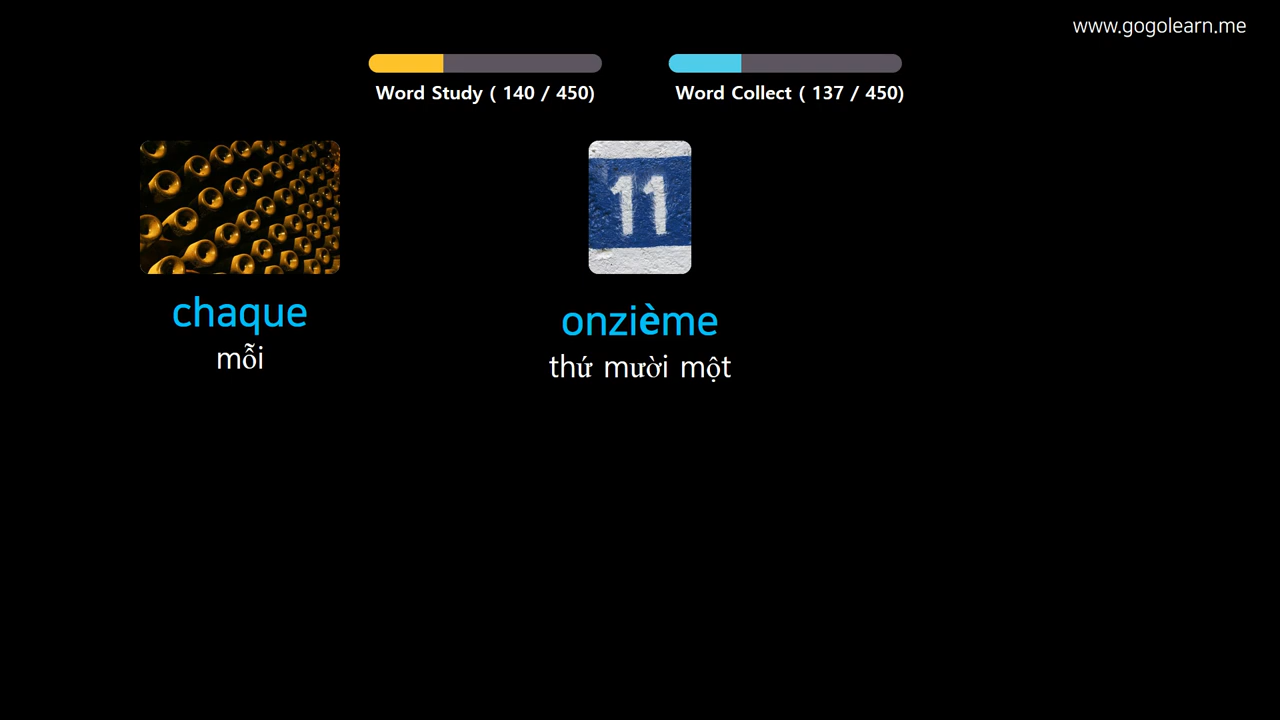 www.gogolearn.me
Word Study ( 140 / 450)
Word Collect ( 137 / 450)
11
chaque
mỗi
onzième
thứ mười một